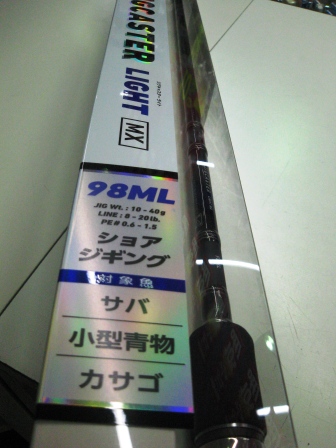 GCASTER LIGHT MX
98ML
JIG Wt. : 10 - 40g
LINE : 8 - 20lb.
PE# 0.6 - 1.5
ショア
ジギング
対象魚
サバ
小型青物
カサゴ